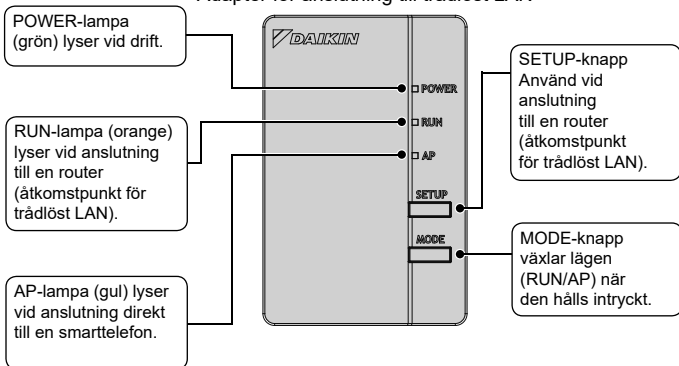 Adapter för anslutning till trådlöst LAN
POWER-lampa
(grön) lyser vid drift.
RUN-lampa (orange)
lyser vid anslutning
till en router
(åtkomstpunkt för
trådlöst LAN).
AP-lampa (gul) lyser
vid anslutning direkt
till en smarttelefon.
DAIKIN
POWER
RUN
AP
SETUP
MODE
SETUP-knapp
Använd vid
anslutning
till en router
(åtkomstpunkt
för trådlöst LAN).
MODE-knapp
växlar lägen
(RUN/AP) när
den hålls intryckt.